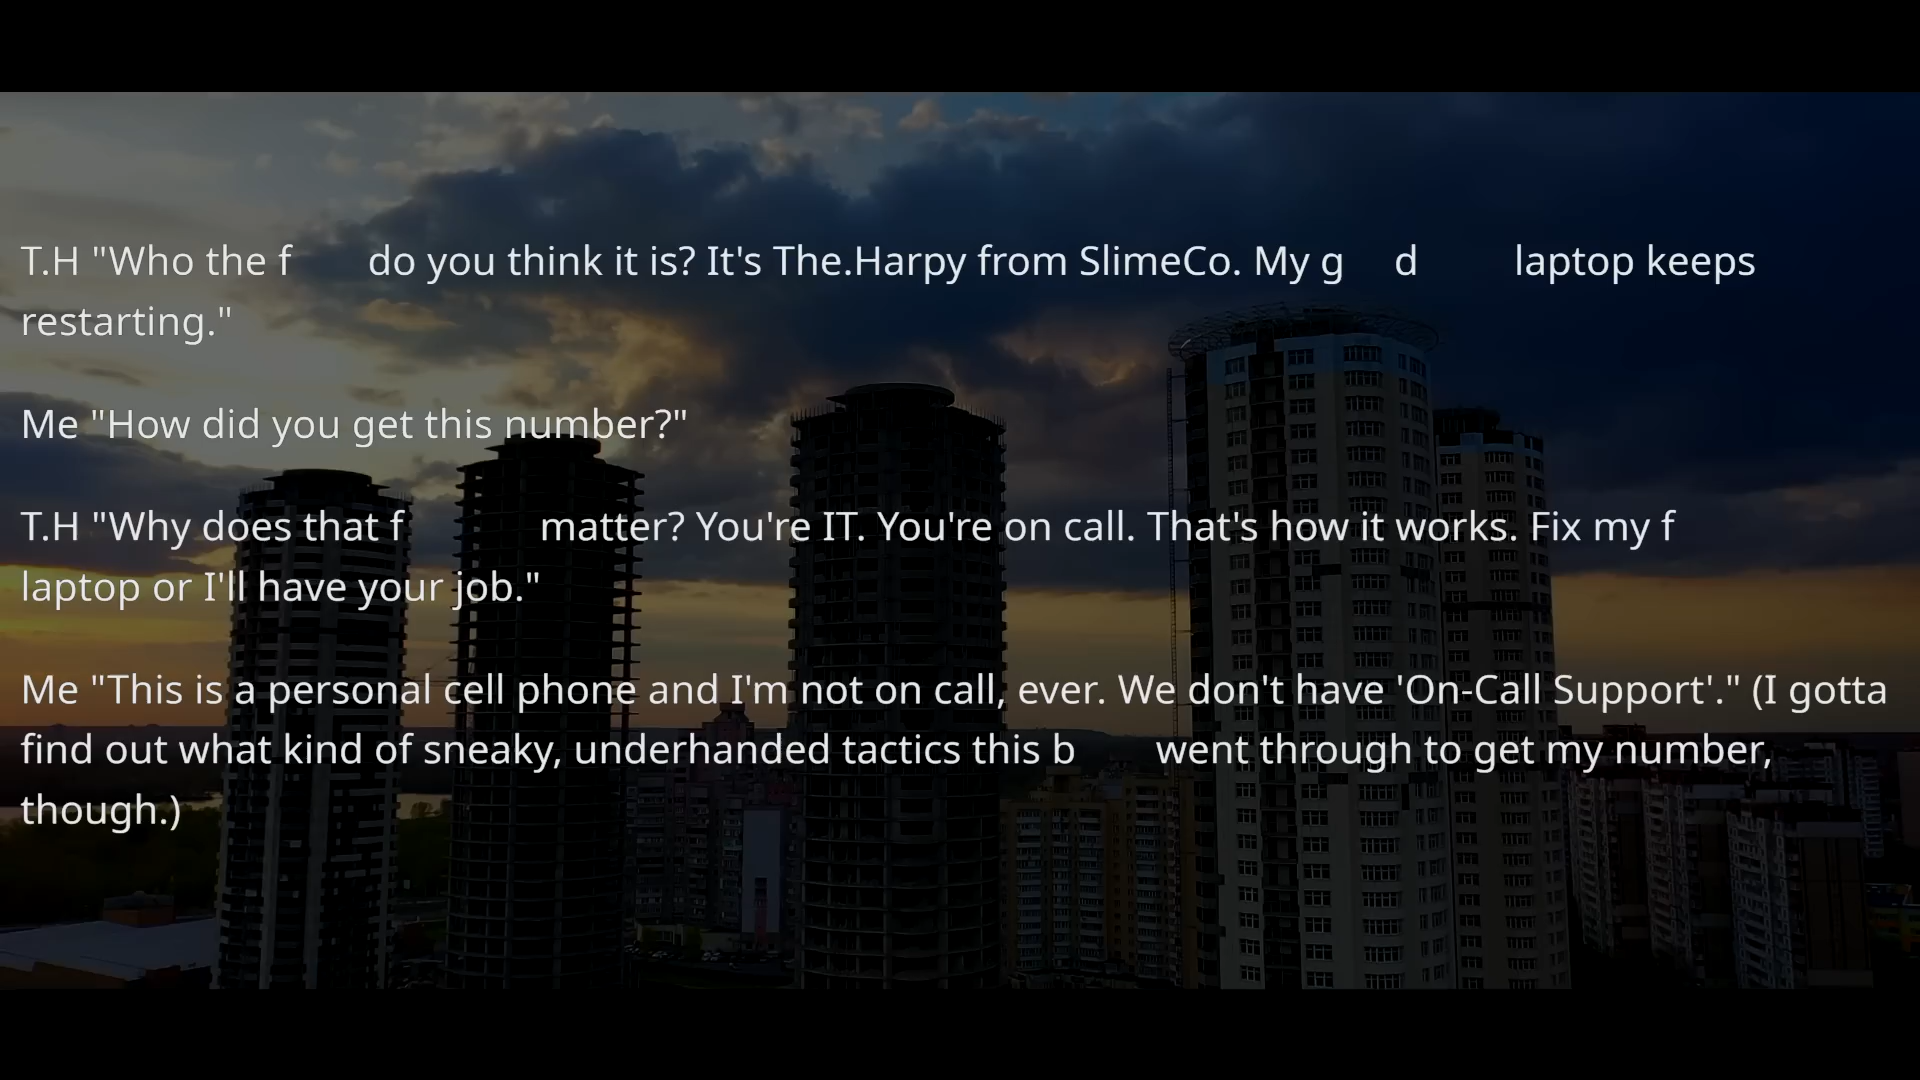 T.H "Who the f do you think it is? It's The.Harpy from SlimeCo. My g d laptop keeps
restarting."
Me "How did you get this number?"
T.H "Why does that f matter? You're IT. You're on call. That's how it works. Fix my f
laptop or I'll have your job."
Me "This is a personal cell phone and I'm not on call, ever. We don't have 'On-Call Support'." (I gotta
find out what kind of sneaky, underhanded tactics this b went through to get my number,
though.)